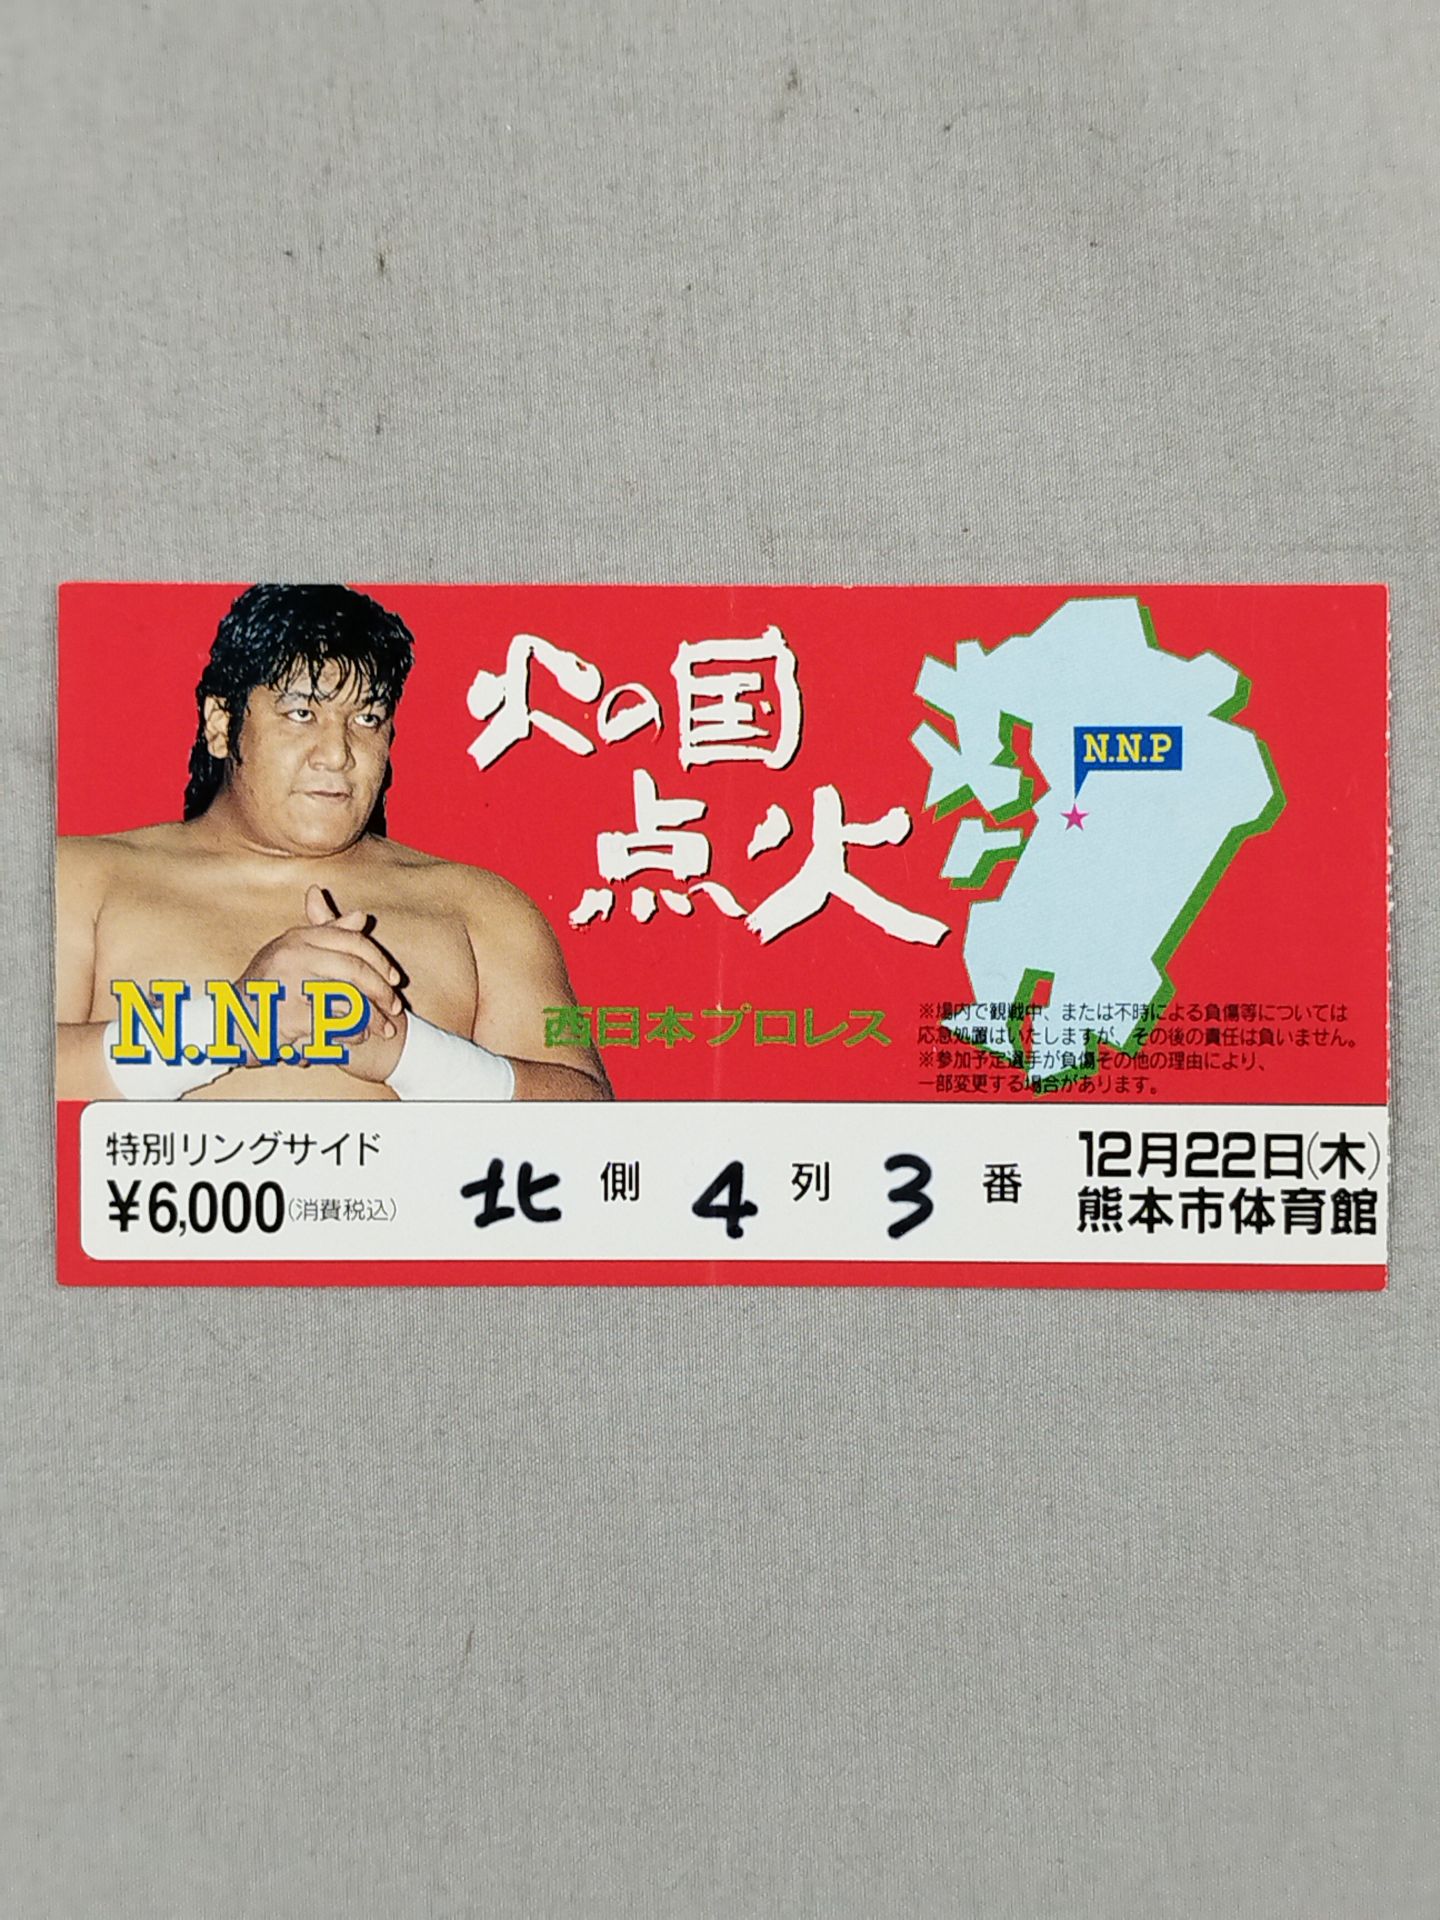 火の国
点火
N.N.P
N.N.P
西日本プロレス
※場内で観戦中、または不時による負傷等については
応急処置はいたしますが、その後の責任は負いません。
※参加予定選手が負傷その他の理由により、
一部変更する場合があります。
特別リングサイド
¥6,000(消費税込)
北側 4列 3番
12月22日(木)
熊本市体育館